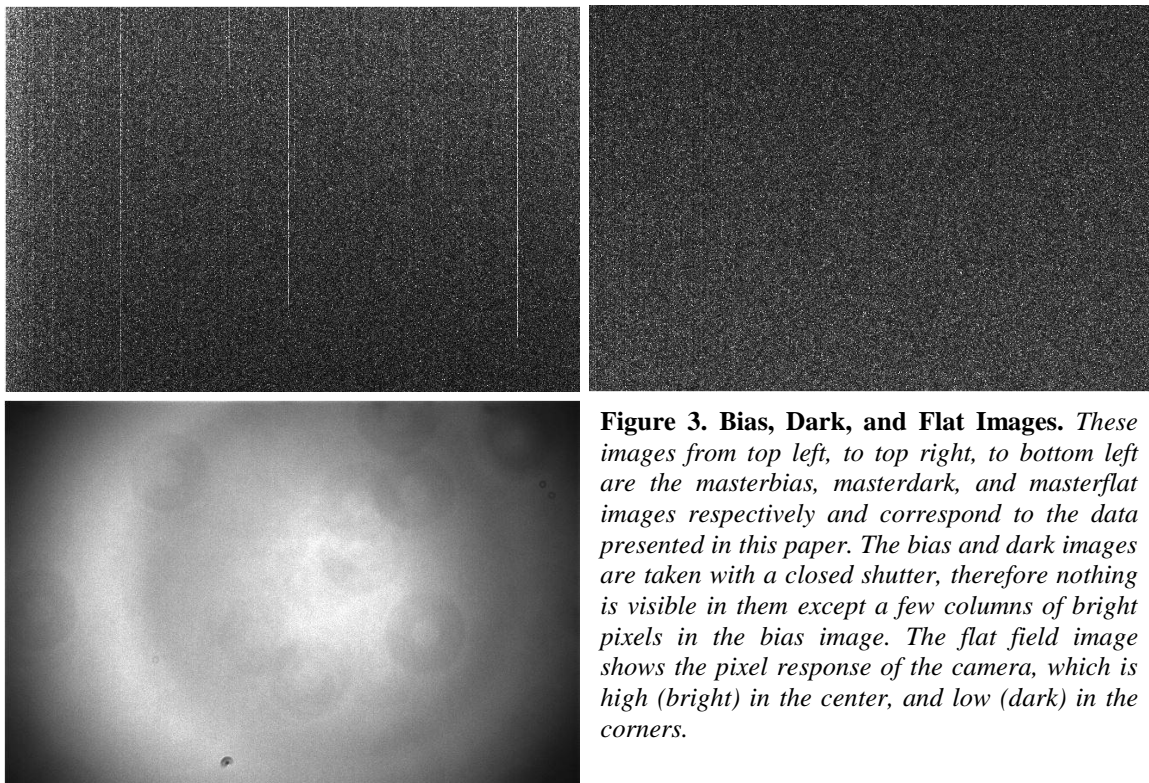 Figure 3. Bias, Dark, and Flat Images. These
images from top left, to top right, to bottom left
are the masterbias, masterdark, and masterflat
images respectively and correspond to the data
presented in this paper. The bias and dark images
are taken with a closed shutter, therefore nothing
is visible in them except a few columns of bright
pixels in the bias image. The flat field image
shows the pixel response of the camera, which is
high (bright) in the center, and low (dark) in the
corners.